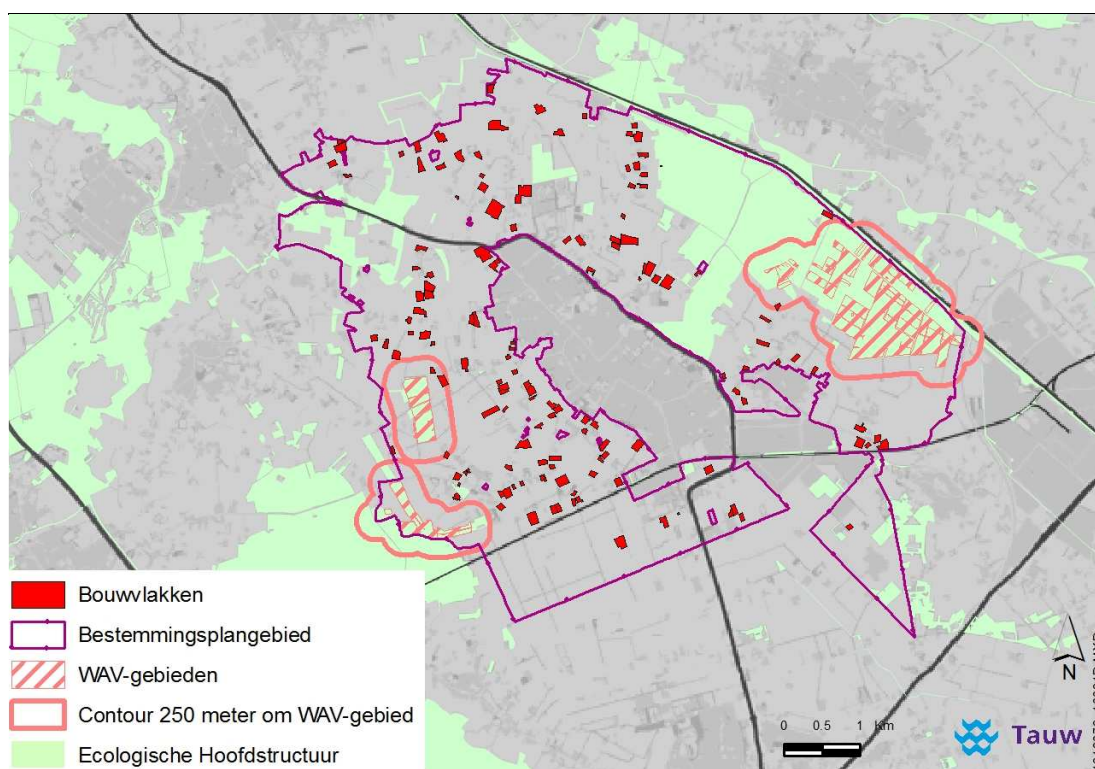 Bouwvlakken
Bestemmingsplangebied
WAV-gebieden
Contour 250 meter om WAV-gebied
Ecologische Hoofdstructuur
N
0 0.5 1 Km
Tauw